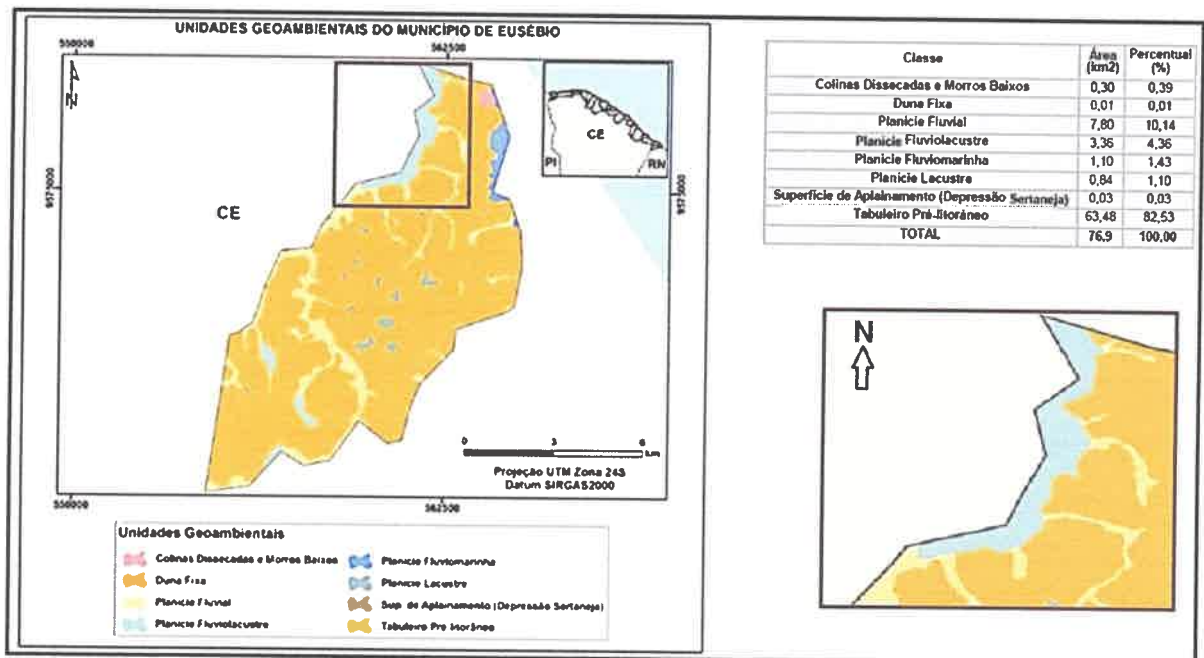 UNIDADES GEOAMBIENTAIS DO MUNICÍPIO DE EUSÉBIO
550000
562500
N
9573000
9573000
CE
CE
PI
RN
0 3 6
km
Projeção UTM Zona 24S
Datum SIRGAS2000
550000
562500
Unidades Geoambientais
Colinas Dissecadas e Morros Baixos
Duna Fixa
Planície Fluvial
Planície Fluviolacustre
Planície Fluviomarinha
Planície Lacustre
Sup. de Aplainamento (Depressão Sertaneja)
Tabuleiro Pré-litorâneo
Classe Área (km2) Percentual (%)
Colinas Dissecadas e Morros Baixos 0,30 0,39
Duna Fixa 0,01 0,01
Planície Fluvial 7,80 10,14
Planície Fluviolacustre 3,36 4,36
Planície Fluviomarinha 1,10 1,43
Planície Lacustre 0,84 1,10
Superfície de Aplainamento (Depressão Sertaneja) 0,03 0,03
Tabuleiro Pré-litorâneo 63,48 82,53
TOTAL 76,9 100,00
N